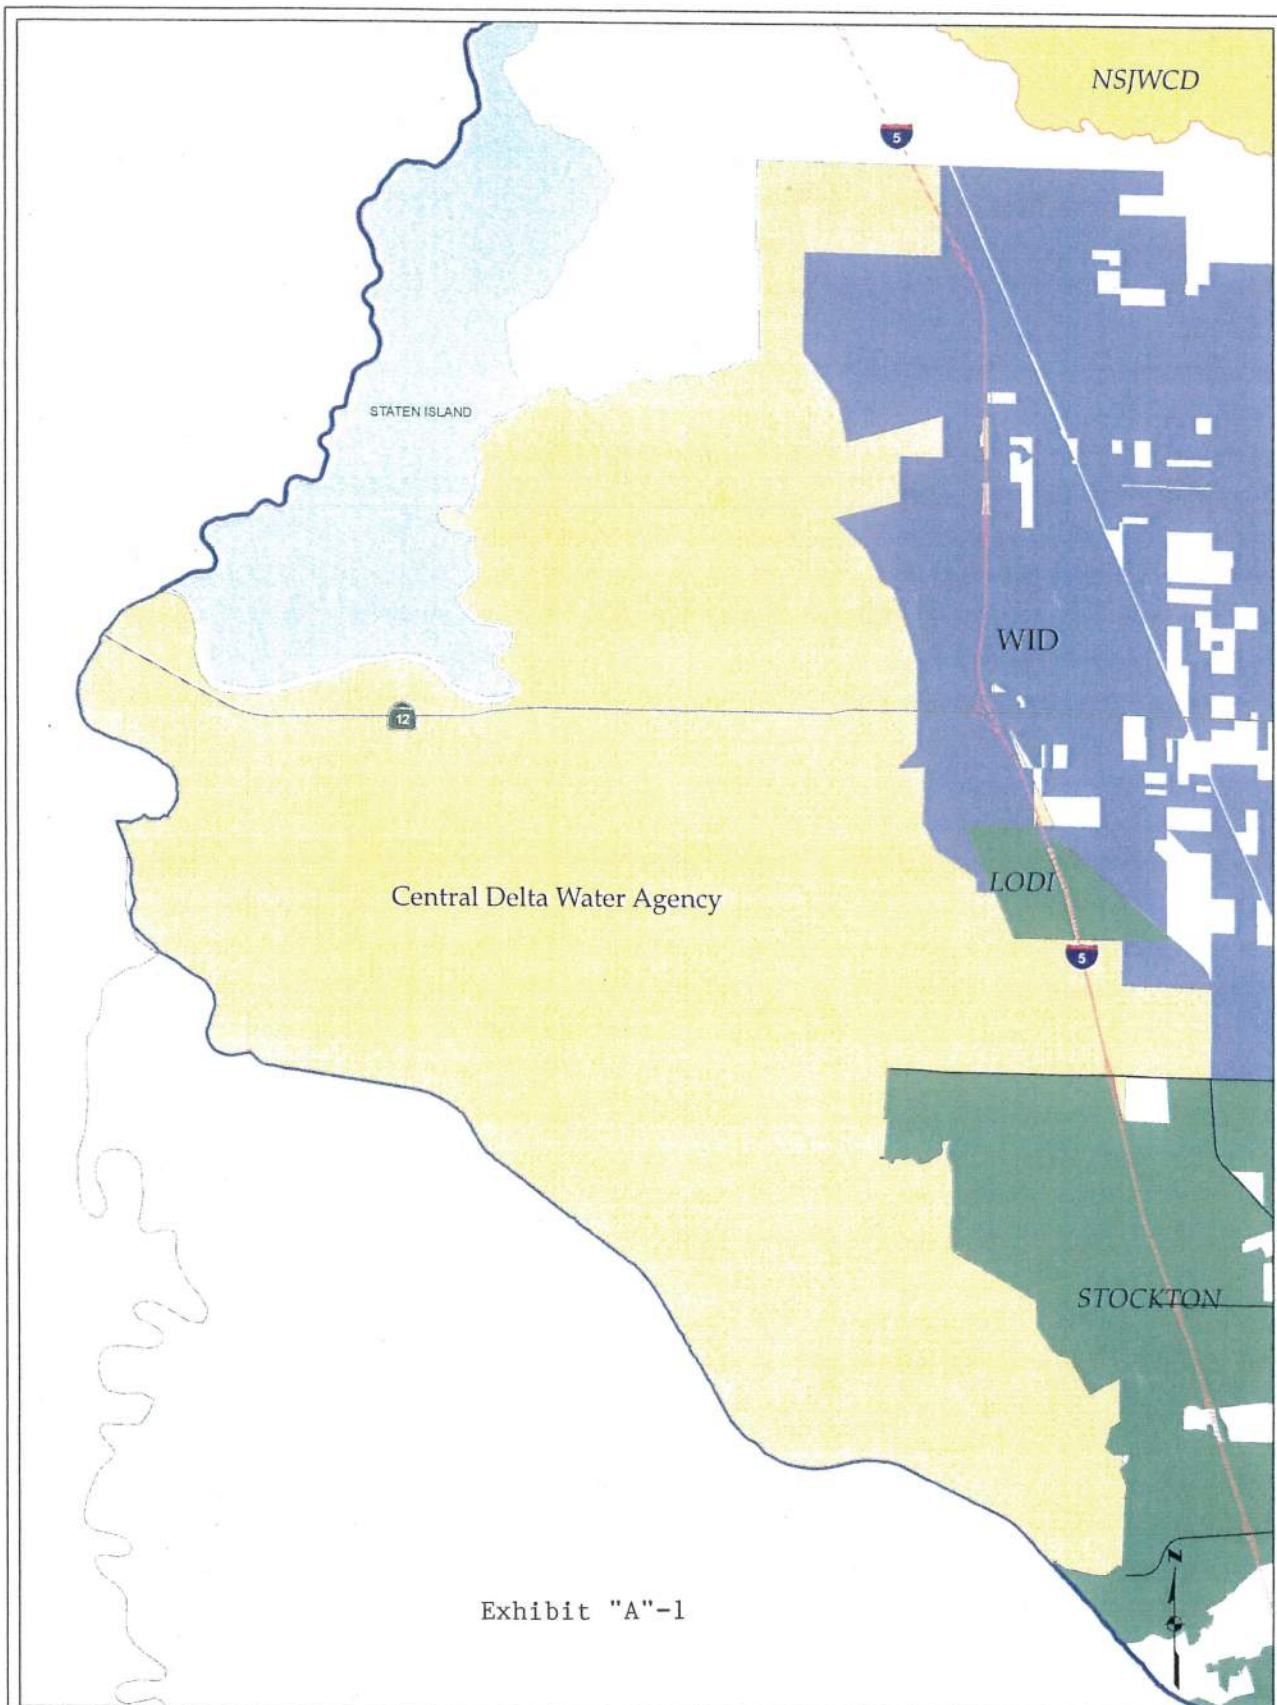 NSJWCD
5
STATEN ISLAND
WID
12
LODI
Central Delta Water Agency
5
STOCKTON
N
Exhibit "A"-1